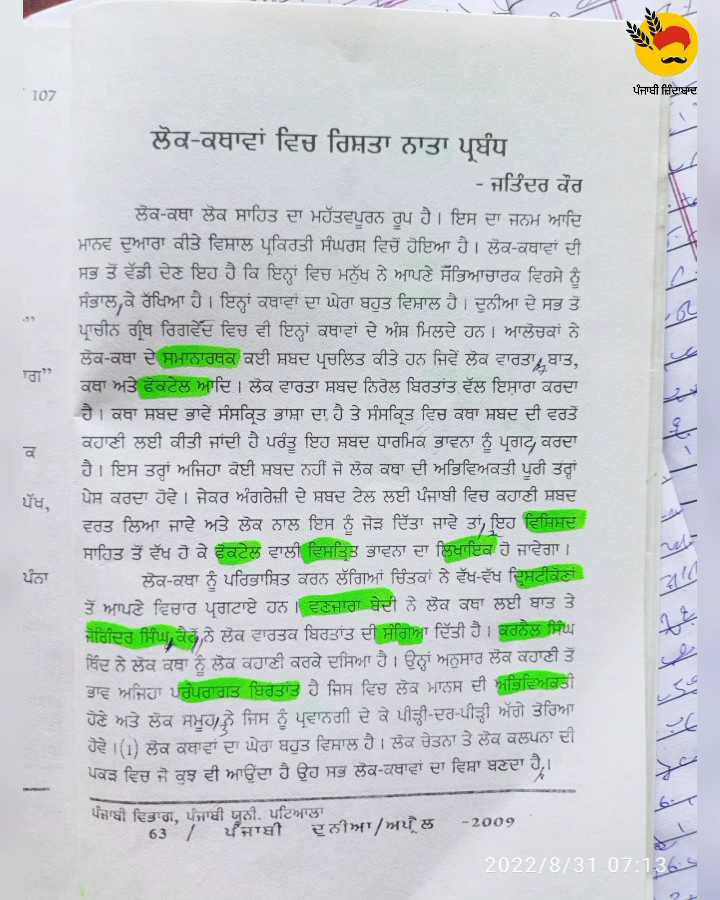 ਪੰਜਾਬੀ ਜ਼ਿੰਦਾਬਾਦ
107
ਲੋਕ-ਕਥਾਵਾਂ ਵਿਚ ਰਿਸ਼ਤਾ ਨਾਤਾ ਪ੍ਰਬੰਧ
- ਜਤਿੰਦਰ ਕੌਰ
ਲੋਕ-ਕਥਾ ਲੋਕ ਸਾਹਿਤ ਦਾ ਮਹੱਤਵਪੂਰਨ ਰੂਪ ਹੈ। ਇਸ ਦਾ ਜਨਮ ਆਦਿ
ਮਾਨਵ ਦੁਆਰਾ ਕੀਤੇ ਵਿਸ਼ਾਲ ਪ੍ਰਕਿਰਤੀ ਸੰਘਰਸ਼ ਵਿਚੋਂ ਹੋਇਆ ਹੈ। ਲੋਕ-ਕਥਾਵਾਂ ਦੀ
ਸਭ ਤੋਂ ਵੱਡੀ ਦੇਣ ਇਹ ਹੈ ਕਿ ਇਨ੍ਹਾਂ ਵਿਚ ਮਨੁੱਖ ਨੇ ਆਪਣੇ ਸੱਭਿਆਚਾਰਕ ਵਿਰਸੇ ਨੂੰ
ਸੰਭਾਲ ਕੇ ਰੱਖਿਆ ਹੈ। ਇਨ੍ਹਾਂ ਕਥਾਵਾਂ ਦਾ ਘੇਰਾ ਬਹੁਤ ਵਿਸ਼ਾਲ ਹੈ। ਦੁਨੀਆ ਦੇ ਸਭ ਤੋਂ
ਪ੍ਰਾਚੀਨ ਗ੍ਰੰਥ ਰਿਗਵੇਦ ਵਿਚ ਵੀ ਇਨ੍ਹਾਂ ਕਥਾਵਾਂ ਦੇ ਅੰਸ਼ ਮਿਲਦੇ ਹਨ। ਆਲੋਚਕਾਂ ਨੇ
ਲੋਕ-ਕਥਾ ਦੇ ਸਮਾਨਾਰਥਕ ਕਈ ਸ਼ਬਦ ਪ੍ਰਚਲਿਤ ਕੀਤੇ ਹਨ ਜਿਵੇਂ ਲੋਕ ਵਾਰਤਾ, ਬਾਤ,
ਕਥਾ ਅਤੇ ਫੋਕਟੇਲ ਆਦਿ। ਲੋਕ ਵਾਰਤਾ ਸ਼ਬਦ ਨਿਰੋਲ ਬਿਰਤਾਂਤ ਵੱਲ ਇਸ਼ਾਰਾ ਕਰਦਾ
ਹੈ। ਕਥਾ ਸ਼ਬਦ ਭਾਵੇਂ ਸੰਸਕ੍ਰਿਤ ਭਾਸ਼ਾ ਦਾ ਹੈ ਤੇ ਸੰਸਕ੍ਰਿਤ ਵਿਚ ਕਥਾ ਸ਼ਬਦ ਦੀ ਵਰਤੋਂ
ਕਹਾਣੀ ਲਈ ਕੀਤੀ ਜਾਂਦੀ ਹੈ ਪਰੰਤੂ ਇਹ ਸ਼ਬਦ ਧਾਰਮਿਕ ਭਾਵਨਾ ਨੂੰ ਪ੍ਰਗਟ ਕਰਦਾ
ਹੈ। ਇਸ ਤਰ੍ਹਾਂ ਅਜਿਹਾ ਕੋਈ ਸ਼ਬਦ ਨਹੀਂ ਜੋ ਲੋਕ ਕਥਾ ਦੀ ਅਭਿਵਿਅਕਤੀ ਪੂਰੀ ਤਰ੍ਹਾਂ
ਪੇਸ਼ ਕਰਦਾ ਹੋਵੇ। ਜੇਕਰ ਅੰਗਰੇਜ਼ੀ ਦੇ ਸ਼ਬਦ ਟੇਲ ਲਈ ਪੰਜਾਬੀ ਵਿਚ ਕਹਾਣੀ ਸ਼ਬਦ
ਵਰਤ ਲਿਆ ਜਾਵੇ ਅਤੇ ਲੋਕ ਨਾਲ ਇਸ ਨੂੰ ਜੋੜ ਦਿੱਤਾ ਜਾਵੇ ਤਾਂ ਇਹ ਵਿਸ਼ਿਸ਼ਟ
ਸਾਹਿਤ ਤੋਂ ਵੱਖ ਹੋ ਕੇ ਫੋਕਟੇਲ ਵਾਲੀ ਵਿਸਤ੍ਰਿਤ ਭਾਵਨਾ ਦਾ ਲਿਖਾਇਕ ਹੋ ਜਾਵੇਗਾ।
ਲੋਕ-ਕਥਾ ਨੂੰ ਪਰਿਭਾਸ਼ਿਤ ਕਰਨ ਲੱਗਿਆਂ ਚਿੰਤਕਾਂ ਨੇ ਵੱਖ-ਵੱਖ ਦ੍ਰਿਸ਼ਟੀਕੋਣਾਂ
ਤੋਂ ਆਪਣੇ ਵਿਚਾਰ ਪ੍ਰਗਟਾਏ ਹਨ। ਵਣਜਾਰਾ ਬੇਦੀ ਨੇ ਲੋਕ ਕਥਾ ਲਈ ਬਾਤ ਤੇ
ਜੋਗਿੰਦਰ ਸਿੰਘ ਕੈਰੋਂ ਨੇ ਲੋਕ ਵਾਰਤਕ ਬਿਰਤਾਂਤ ਦੀ ਸੰਗਿਆ ਦਿੱਤੀ ਹੈ। ਕਰਨੈਲ ਸਿੰਘ
ਥਿੰਦ ਨੇ ਲੋਕ ਕਥਾ ਨੂੰ ਲੋਕ ਕਹਾਣੀ ਕਰਕੇ ਦਸਿਆ ਹੈ। ਉਨ੍ਹਾਂ ਅਨੁਸਾਰ ਲੋਕ ਕਹਾਣੀ ਤੋਂ
ਭਾਵ ਅਜਿਹਾ ਪਰੰਪਰਾਗਤ ਬਿਰਤਾਂਤ ਹੈ ਜਿਸ ਵਿਚ ਲੋਕ ਮਾਨਸ ਦੀ ਅਭਿਵਿਅਕਤੀ
ਹੋਣੇ ਅਤੇ ਲੋਕ ਸਮੂਹ ਨੇ ਜਿਸ ਨੂੰ ਪ੍ਰਵਾਨਗੀ ਦੇ ਕੇ ਪੀੜ੍ਹੀ-ਦਰ-ਪੀੜ੍ਹੀ ਅੱਗੇ ਤੋਰਿਆ
ਹੋਵੇ।(1) ਲੋਕ ਕਥਾਵਾਂ ਦਾ ਘੇਰਾ ਬਹੁਤ ਵਿਸ਼ਾਲ ਹੈ। ਲੋਕ ਚੇਤਨਾ ਤੇ ਲੋਕ ਕਲਪਨਾ ਦੀ
ਪਕੜ ਵਿਚ ਜੋ ਕੁਝ ਵੀ ਆਉਂਦਾ ਹੈ ਉਹ ਸਭ ਲੋਕ-ਕਥਾਵਾਂ ਦਾ ਵਿਸ਼ਾ ਬਣਦਾ ਹੈ।
ਪੰਜਾਬੀ ਵਿਭਾਗ, ਪੰਜਾਬੀ ਯੂਨੀ. ਪਟਿਆਲਾ
63 / ਪੰਜਾਬੀ ਦੁਨੀਆ/ਅਪ੍ਰੈਲ -2009
2022/8/31 07:13